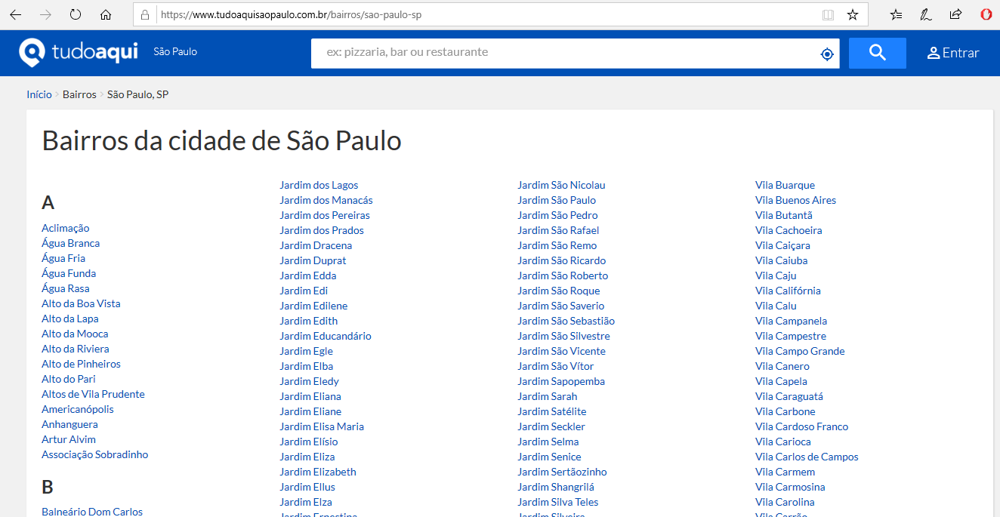 https://www.tudoaquisaopaulo.com.br/bairros/sao-paulo-sp
tudoaqui
São Paulo
ex: pizzaria, bar ou restaurante
Entrar
Início > Bairros > São Paulo, SP
Bairros da cidade de São Paulo
A
Aclimação
Água Branca
Água Fria
Água Funda
Água Rasa
Alto da Boa Vista
Alto da Lapa
Alto da Mooca
Alto da Riviera
Alto de Pinheiros
Alto do Pari
Altos de Vila Prudente
Americanópolis
Anhanguera
Artur Alvim
Associação Sobradinho
B
Balneário Dom Carlos
Jardim dos Lagos
Jardim dos Manacás
Jardim dos Pereiras
Jardim dos Prados
Jardim Dracena
Jardim Duprat
Jardim Edda
Jardim Edi
Jardim Edilene
Jardim Edith
Jardim Educandário
Jardim Egle
Jardim Elba
Jardim Eledy
Jardim Eliana
Jardim Eliane
Jardim Elisa Maria
Jardim Elísio
Jardim Eliza
Jardim Elizabeth
Jardim Ellus
Jardim Elza
Jardim Ernestina
Jardim São Nicolau
Jardim São Paulo
Jardim São Pedro
Jardim São Rafael
Jardim São Remo
Jardim São Ricardo
Jardim São Roberto
Jardim São Roque
Jardim São Saverio
Jardim São Sebastião
Jardim São Silvestre
Jardim São Vicente
Jardim São Vítor
Jardim Sapopemba
Jardim Sarah
Jardim Satélite
Jardim Seckler
Jardim Selma
Jardim Senice
Jardim Sertãozinho
Jardim Shangrilá
Jardim Silva Teles
Jardim Silveira
Vila Buarque
Vila Buenos Aires
Vila Butantã
Vila Cachoeira
Vila Caiçara
Vila Caiuba
Vila Caju
Vila Califórnia
Vila Calu
Vila Campanela
Vila Campestre
Vila Campo Grande
Vila Canero
Vila Capela
Vila Caraguatá
Vila Carbone
Vila Cardoso Franco
Vila Carioca
Vila Carlos de Campos
Vila Carmem
Vila Carmosina
Vila Carolina
Vila Carrão